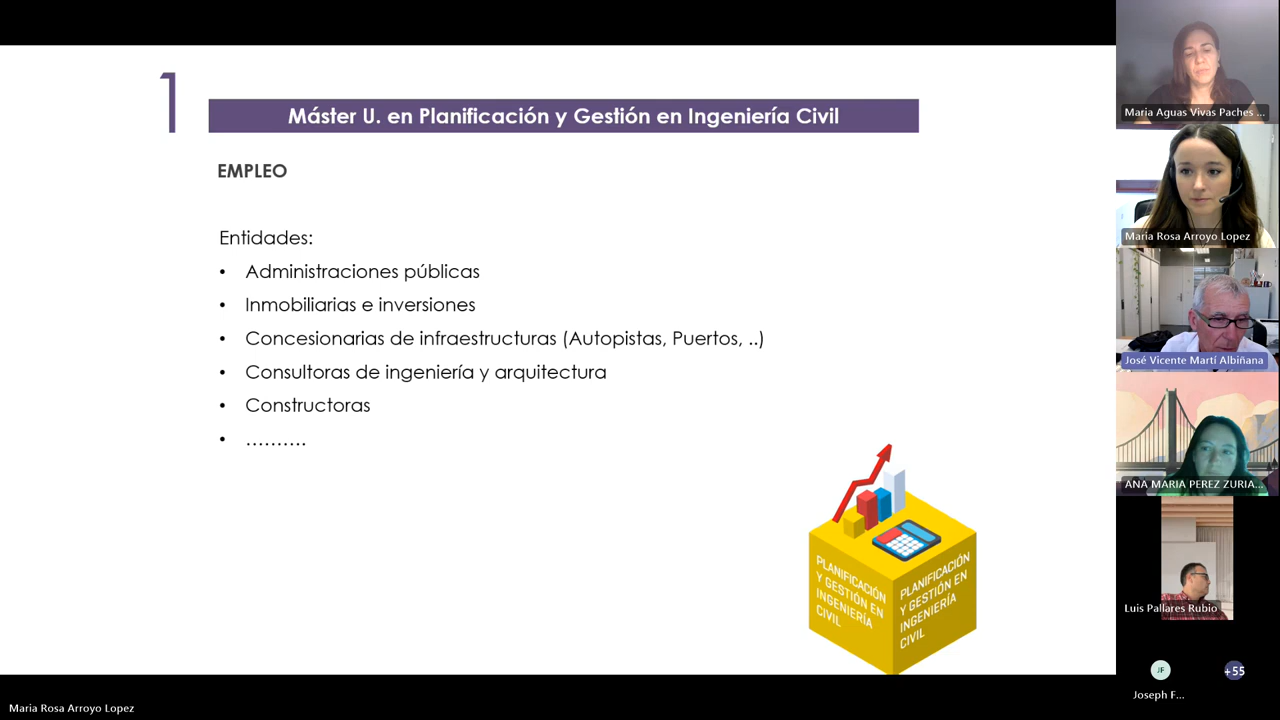 1
Máster U. en Planificación y Gestión en Ingeniería Civil
EMPLEO
Entidades:
• Administraciones públicas
• Inmobiliarias e inversiones
• Concesionarias de infraestructuras (Autopistas, Puertos, ..)
• Consultoras de ingeniería y arquitectura
• Constructoras
• ..........
PLANIFICACIÓN
Y GESTIÓN EN
INGENIERÍA
CIVIL
PLANIFICACIÓN
Y GESTIÓN EN
INGENIERÍA
CIVIL
Maria Aguas Vivas Paches ...
Maria Rosa Arroyo Lopez
José Vicente Martí Albiñana
ANA MARIA PEREZ ZURIA...
Luis Pallares Rubio
JF
+55
Joseph F...
Maria Rosa Arroyo Lopez